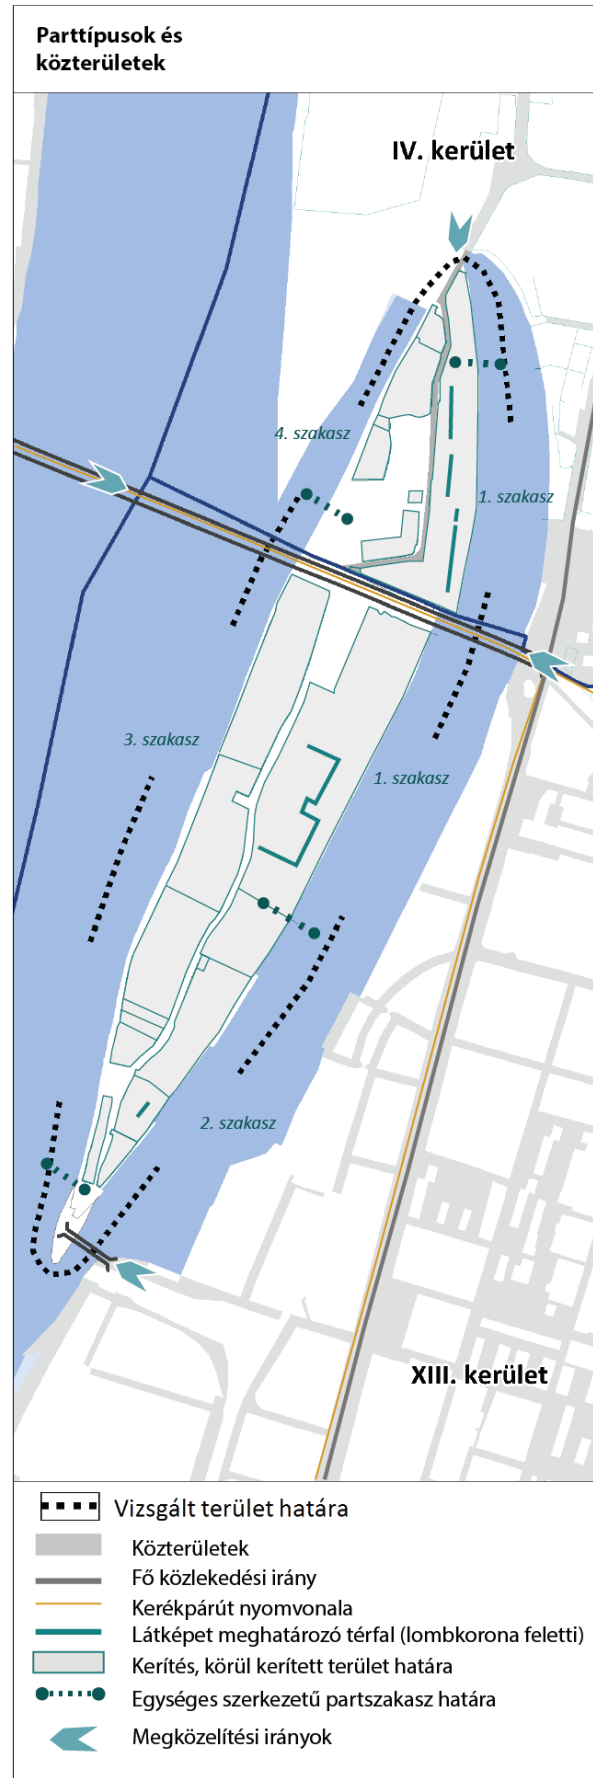 Parttípusok és
közterületek
IV. kerület
4. szakasz
1. szakasz
3. szakasz
1. szakasz
2. szakasz
XIII. kerület
Vizsgált terület határa
Közterületek
Fő közlekedési irány
Kerékpárút nyomvonala
Látképet meghatározó térfal (lombkorona feletti)
Kerítés, körül kerített terület határa
Egységes szerkezetű partszakasz határa
Megközelítési irányok